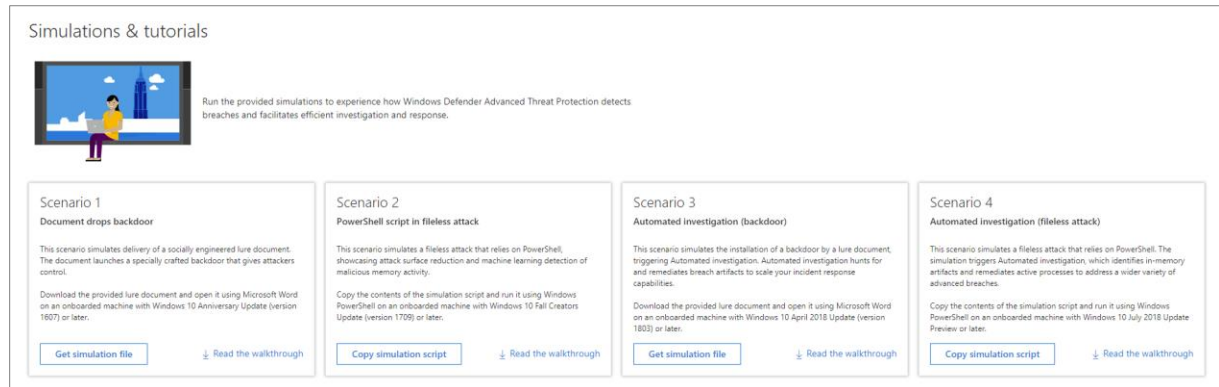 Simulations & tutorials
Run the provided simulations to experience how Windows Defender Advanced Threat Protection detects
breaches and facilitates efficient investigation and response.
Scenario 1
Document drops backdoor
This scenario simulates delivery of a socially engineered lure document.
The document launches a specially crafted backdoor that gives attackers
control.
Download the provided lure document and open it using Microsoft Word
on an onboarded machine with Windows 10 Anniversary Update (version
1607) or later.
Get simulation file
Read the walkthrough
Scenario 2
PowerShell script in fileless attack
This scenario simulates a fileless attack that relies on PowerShell,
showcasing attack surface reduction and machine learning detection of
malicious memory activity.
Copy the contents of the simulation script and run it using Windows
PowerShell on an onboarded machine with Windows 10 Fall Creators
Update (version 1709) or later.
Copy simulation script
Read the walkthrough
Scenario 3
Automated investigation (backdoor)
This scenario simulates the installation of a backdoor by a lure document,
triggering Automated investigation. Automated investigation hunts for
and remediates breach artifacts to scale your incident response
capabilities.
Download the provided lure document and open it using Microsoft Word
on an onboarded machine with Windows 10 April 2018 Update (version
1803) or later.
Get simulation file
Read the walkthrough
Scenario 4
Automated investigation (fileless attack)
This scenario simulates a fileless attack that relies on PowerShell. The
simulation triggers Automated investigation, which identifies in-memory
artifacts and remediates active processes to address a wider variety of
advanced breaches.
Copy the contents of the simulation script and run it using Windows
PowerShell on an onboarded machine with Windows 10 July 2018 Update
Preview or later.
Copy simulation script
Read the walkthrough